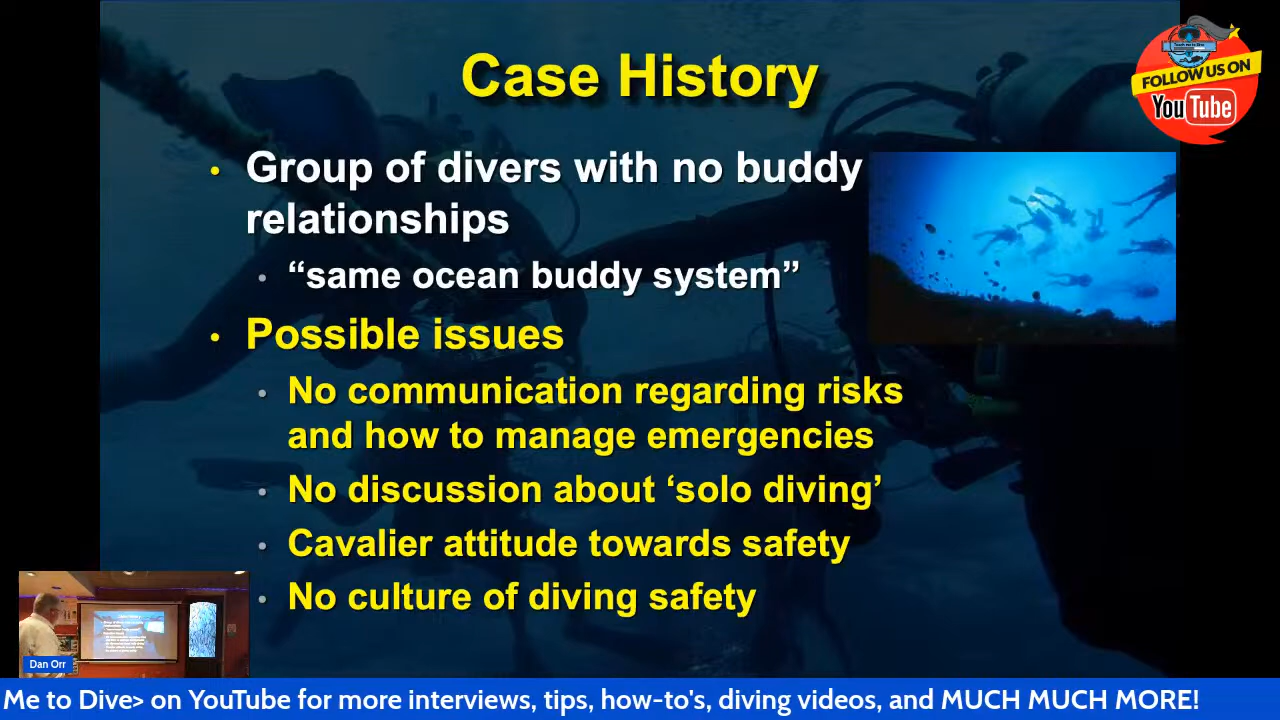 Case History
FOLLOW US ON
YouTube
Group of divers with no buddy
relationships
“same ocean buddy system”
Possible issues
No communication regarding risks
and how to manage emergencies
No discussion about ‘solo diving’
Cavalier attitude towards safety
No culture of diving safety
Dan Orr
Me to Dive> on YouTube for more interviews, tips, how-to's, diving videos, and MUCH MUCH MORE!